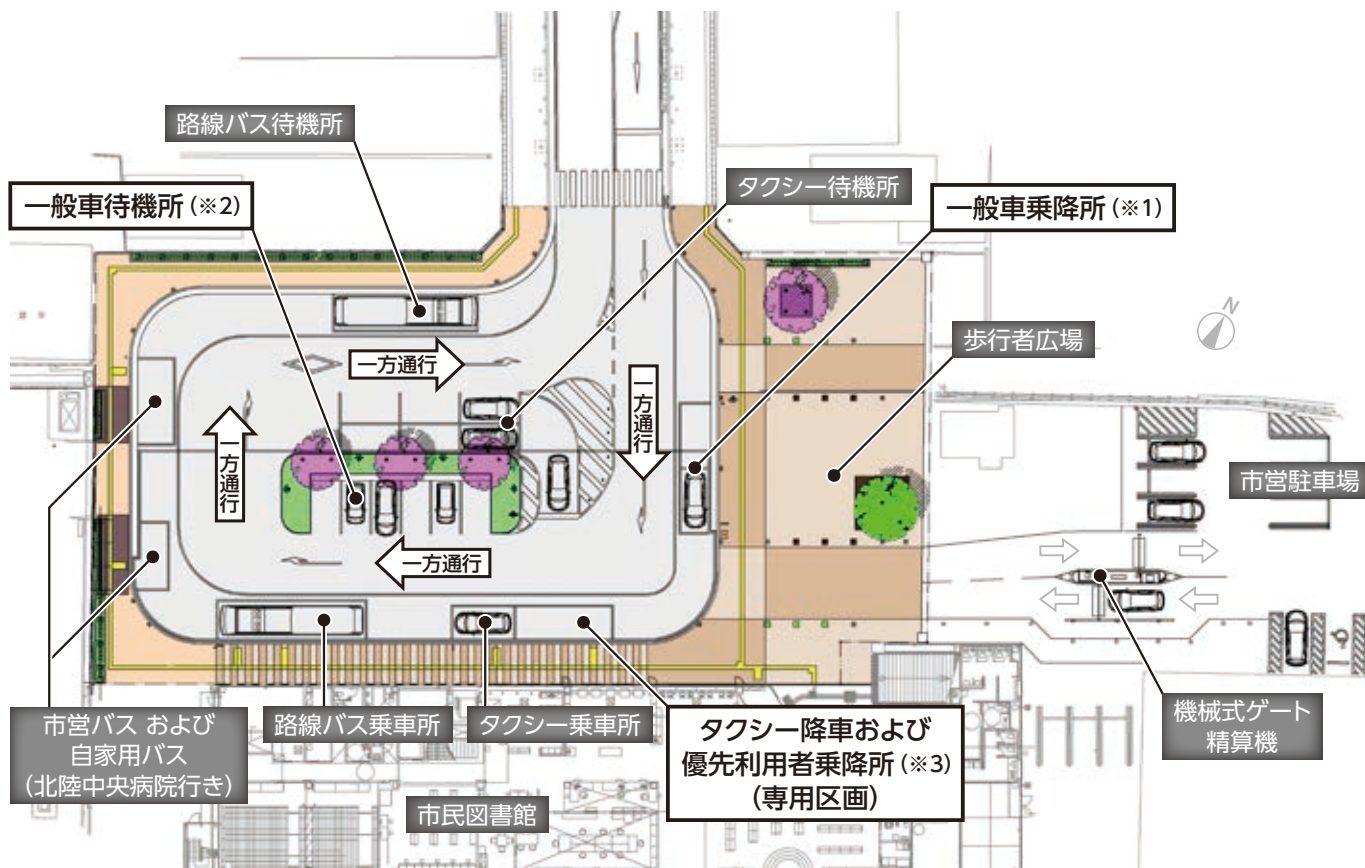 路線バス待機所
一般車待機所(※2)
タクシー待機所
一般車乗降所(※1)
N
歩行者広場
一方通行
一方通行
一方通行
一方通行
市営駐車場
市営バス および
自家用バス
(北陸中央病院行き)
路線バス乗車所
タクシー乗車所
タクシー降車および
優先利用者乗降所(※3)
(専用区画)
機械式ゲート
精算機
市民図書館